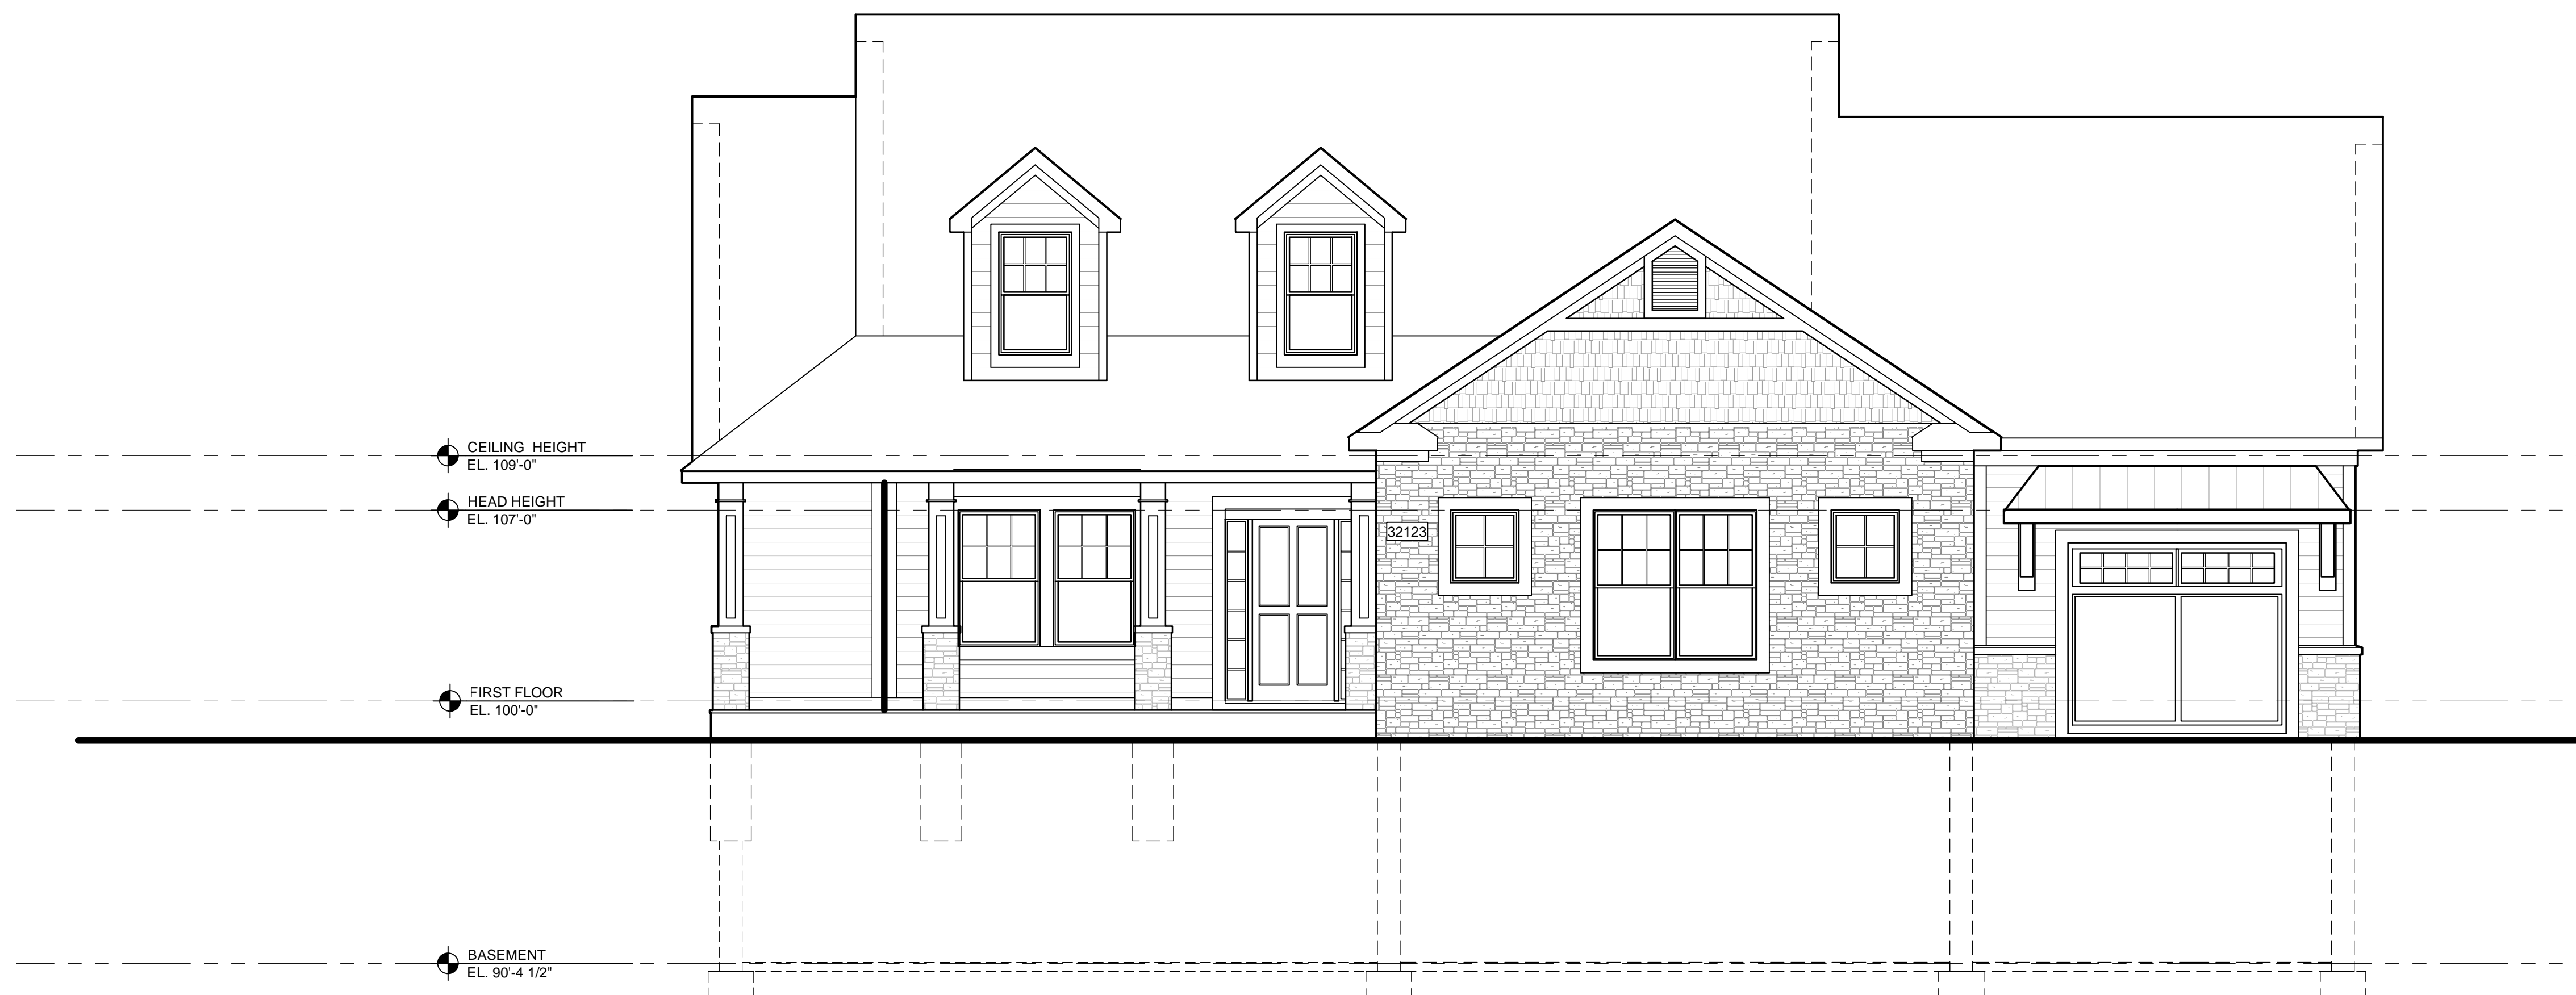 CEILING HEIGHT
EL. 109'-0"
HEAD HEIGHT
EL. 107'-0"
32123
FIRST FLOOR
EL. 100'-0"
BASEMENT
EL. 90'-4 1/2"